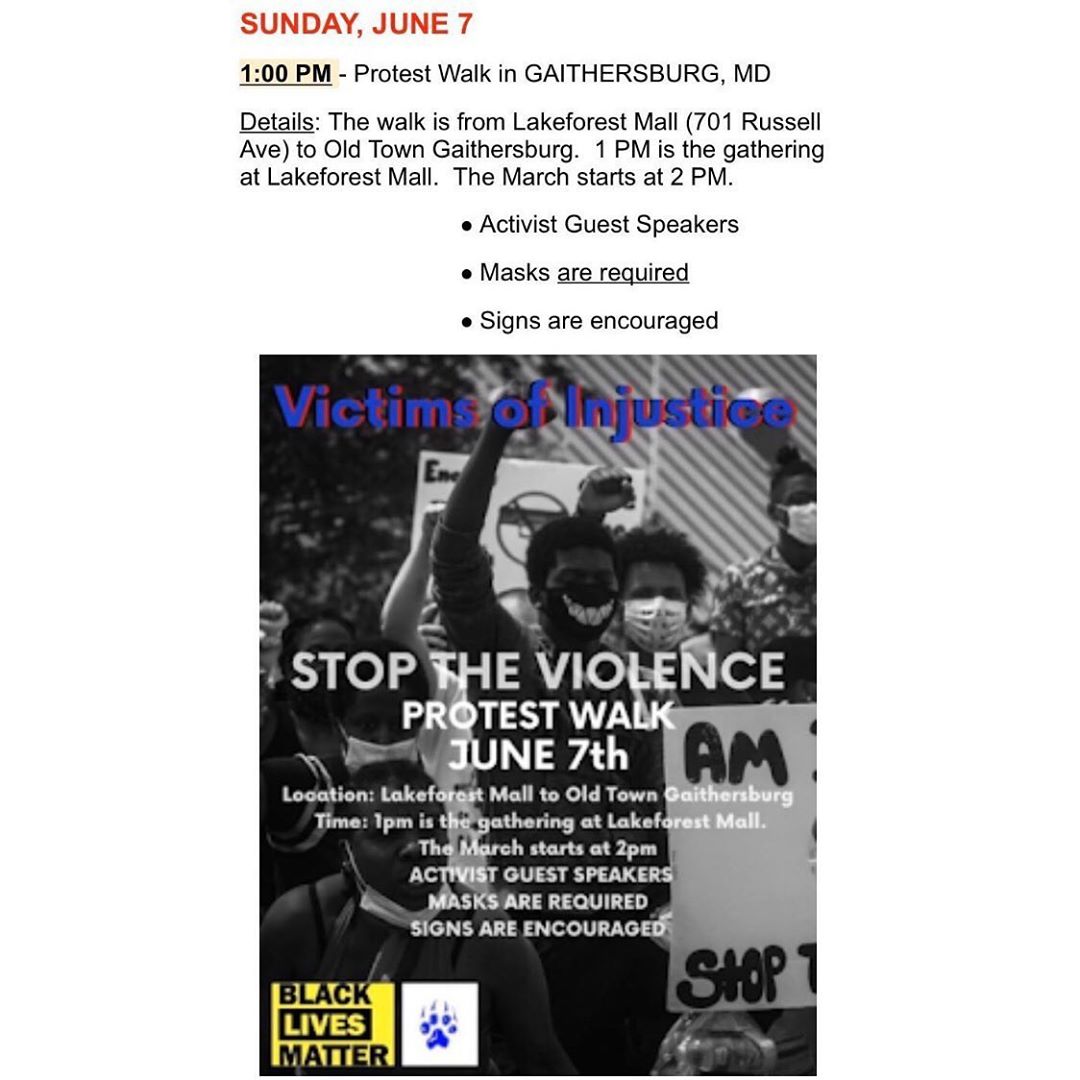 SUNDAY, JUNE 7
1:00 PM - Protest Walk in GAITHERSBURG, MD
Details: The walk is from Lakeforest Mall (701 Russell
Ave) to Old Town Gaithersburg.  1 PM is the gathering
at Lakeforest Mall.  The March starts at 2 PM.
● Activist Guest Speakers
● Masks are required
● Signs are encouraged
Victims of Injustice
STOP THE VIOLENCE
PROTEST WALK
JUNE 7th
AM
Location: Lakeforest Mall to Old Town Gaithersburg
Time: 1pm is the gathering at Lakeforest Mall.
The March starts at 2pm
ACTIVIST GUEST SPEAKERS
MASKS ARE REQUIRED
SIGNS ARE ENCOURAGED
STOP
BLACK
LIVES
MATTER